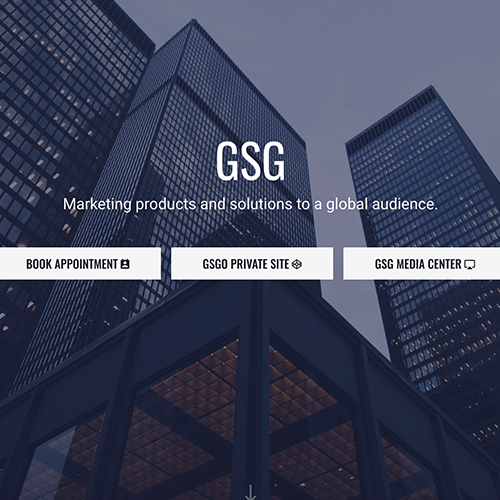 GSG
Marketing products and solutions to a global audience.
BOOK APPOINTMENT
GSGO PRIVATE SITE
GSG MEDIA CENTER